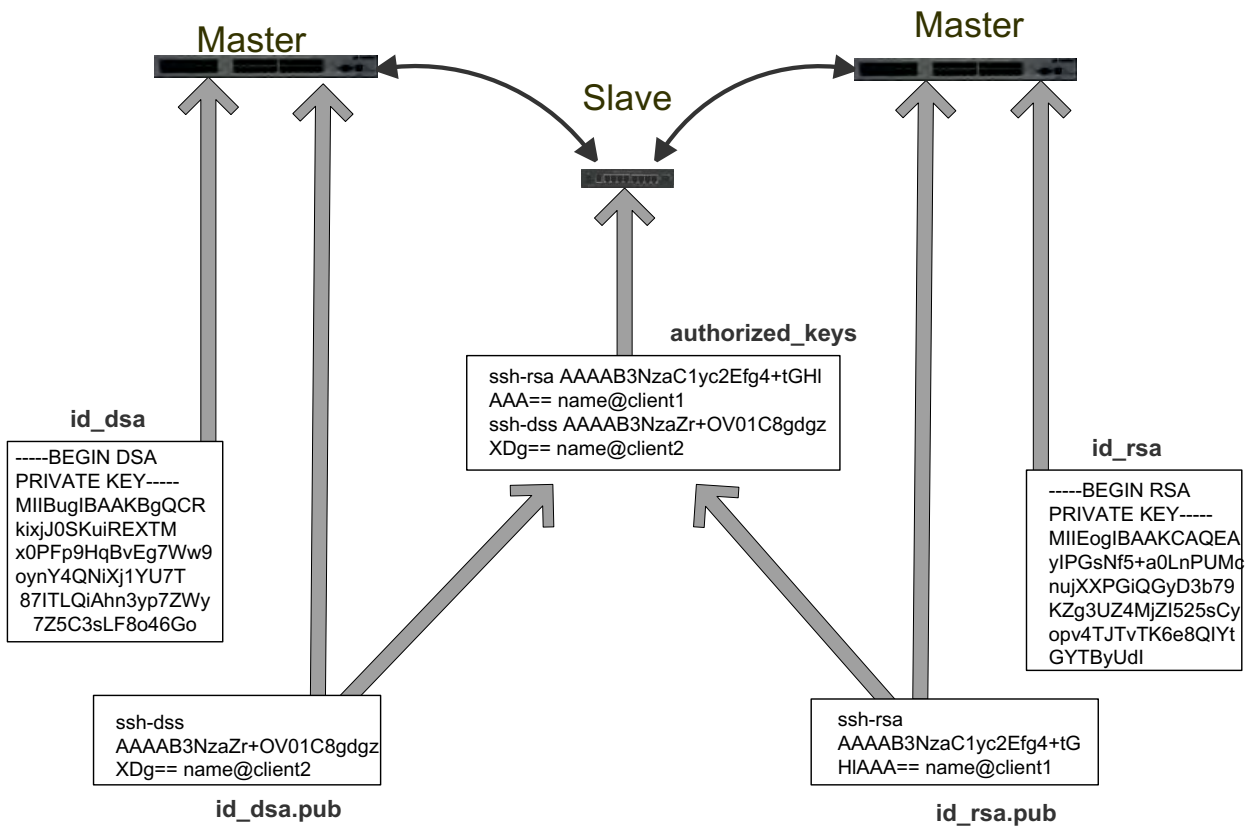 Master
Master
Slave
authorized_keys
ssh-rsa AAAAB3NzaC1yc2Efg4+tGHl
AAA== name@client1
ssh-dss AAAAB3NzaZr+OV01C8gdgz
XDg== name@client2
id_dsa
-----BEGIN DSA
PRIVATE KEY-----
MIIBugIBAAKBgQCR
kixjJ0SKuiREXTM
x0PFp9HqBvEg7Ww9
oynY4QNiXj1YU7T
87ITLQiAhn3yp7ZWy
7Z5C3sLF8o46Go
id_rsa
-----BEGIN RSA
PRIVATE KEY-----
MIIEogIBAAKCAQEA
yIPGsNf5+a0LnPUMc
nujXXPGiQGyD3b79
KZg3UZ4MjZI525sCy
opv4TJTvTK6e8QIYt
GYTByUdI
ssh-dss
AAAAB3NzaZr+OV01C8gdgz
XDg== name@client2
id_dsa.pub
ssh-rsa
AAAAB3NzaC1yc2Efg4+tG
HlAAA== name@client1
id_rsa.pub